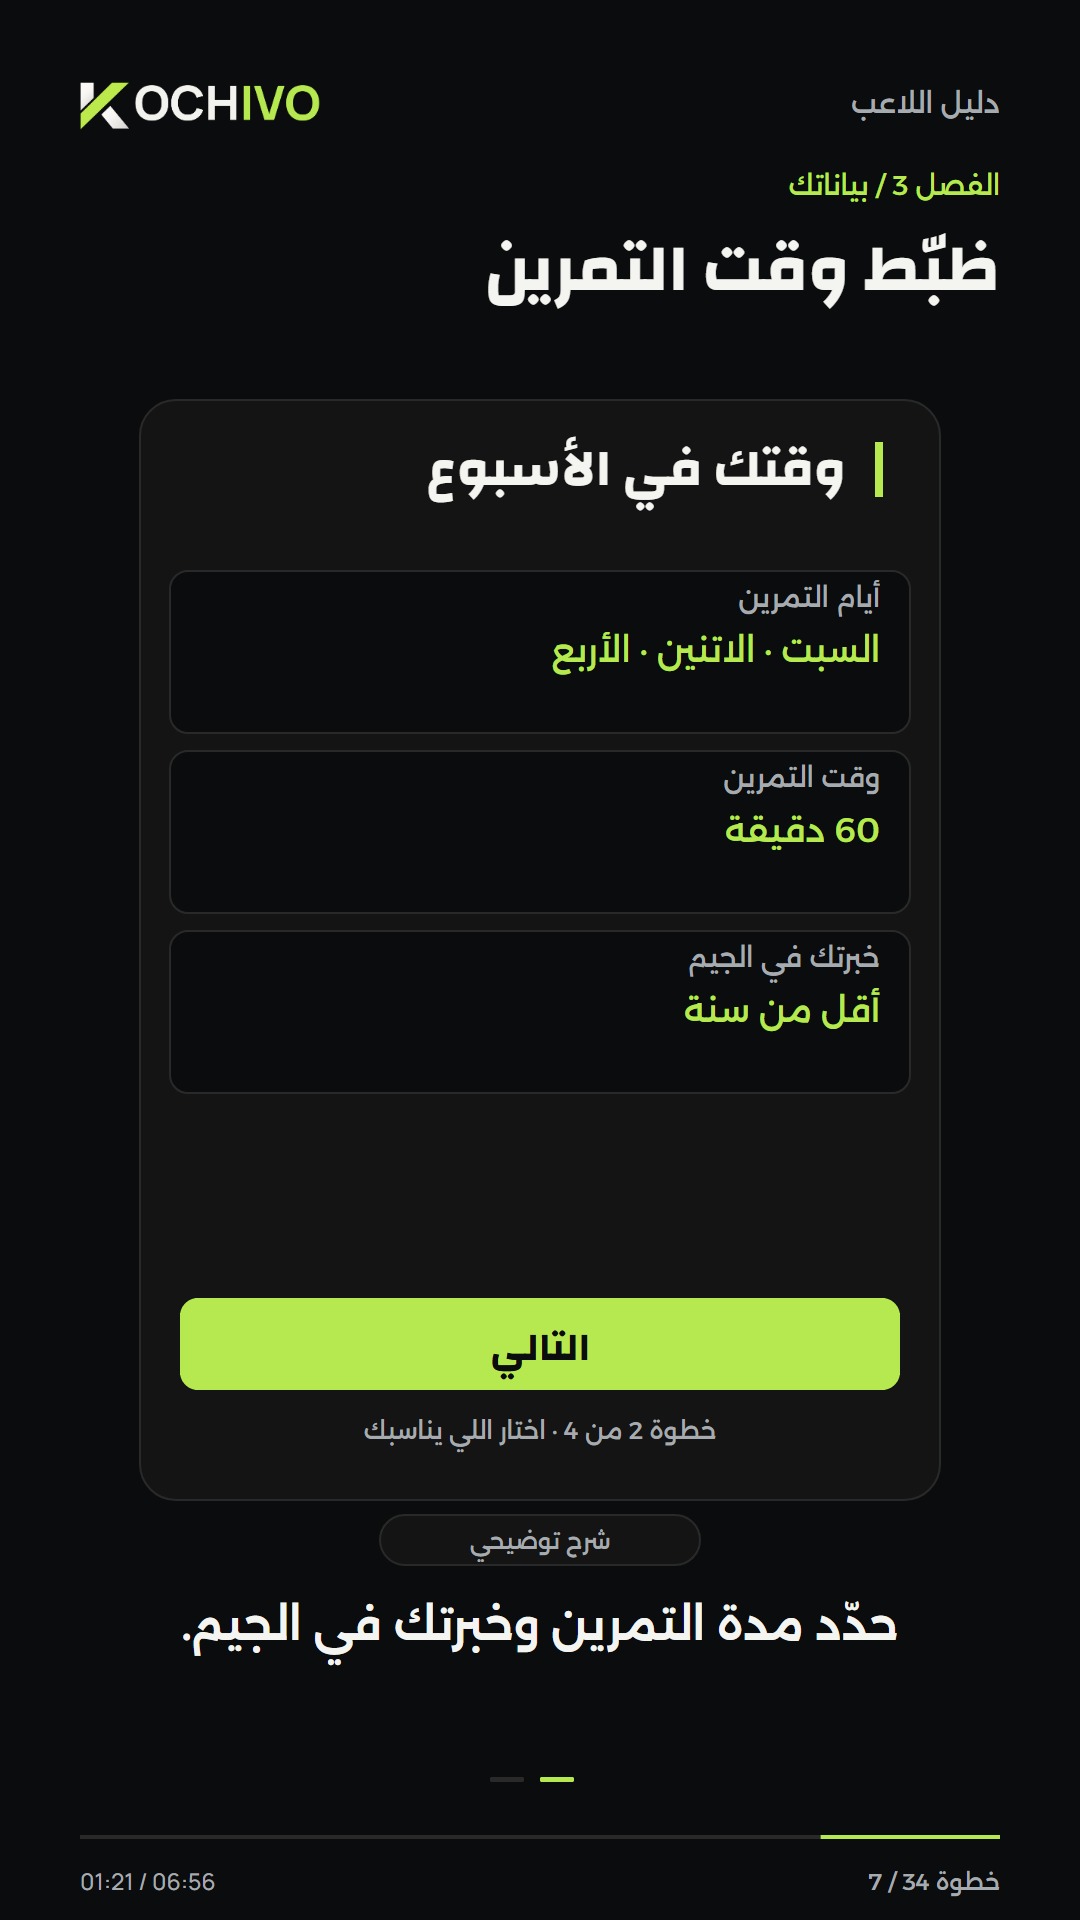 KOCHIVO
دليل اللاعب
الفصل 3 / بياناتك
ظبّط وقت التمرين
وقتك في الأسبوع
أيام التمرين
السبت · الاتنين · الأربع
وقت التمرين
60 دقيقة
خبرتك في الجيم
أقل من سنة
التالي
خطوة 2 من 4 · اختار اللي يناسبك
شرح توضيحي
حدّد مدة التمرين وخبرتك في الجيم.
خطوة 34 / 7
01:21 / 06:56